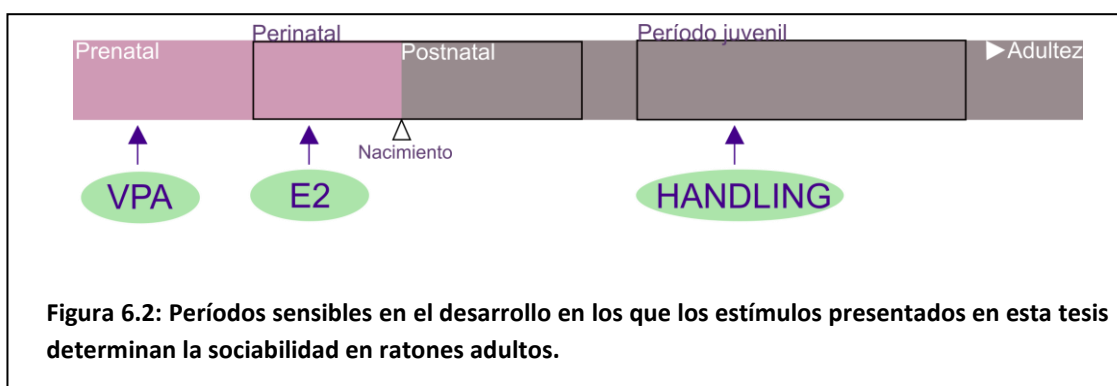 Perinatal
Período juvenil
Prenatal
Postnatal
▶Adultez
Nacimiento
VPA
E2
HANDLING
Figura 6.2: Períodos sensibles en el desarrollo en los que los estímulos presentados en esta tesis
determinan la sociabilidad en ratones adultos.